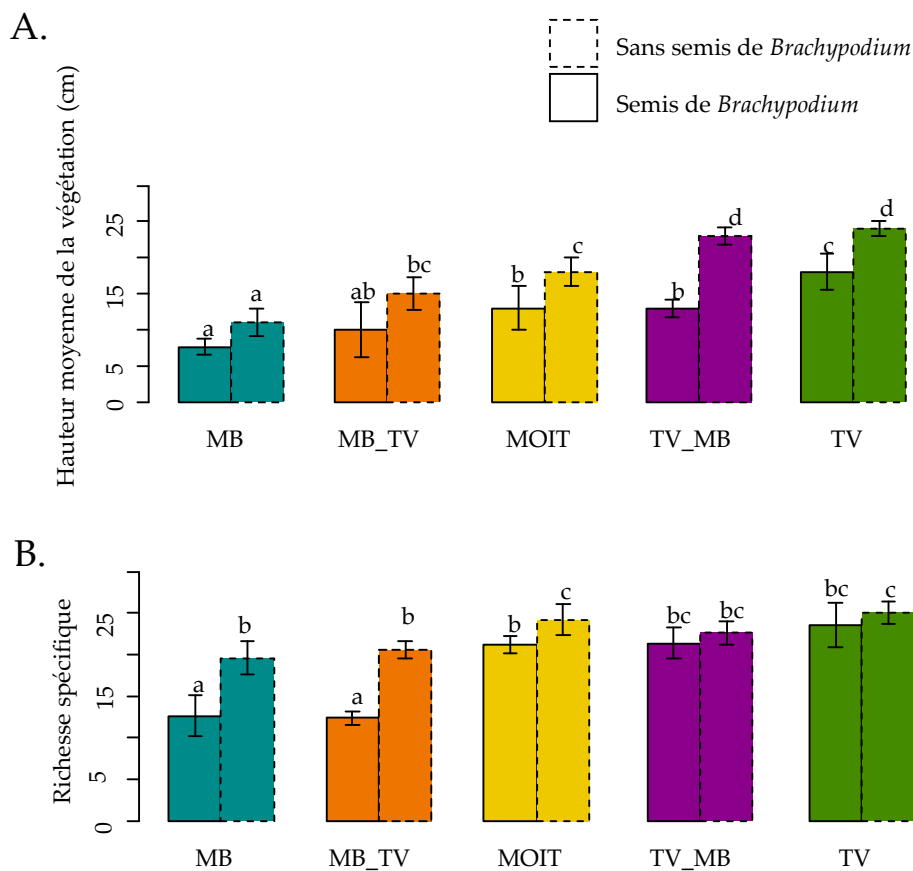 A.
Sans semis de Brachypodium
Semis de Brachypodium
Hauteur moyenne de la végétation (cm)
0 5 15 25
a a ab bc b c b d c d
MB MB_TV MOIT TV_MB TV
B.
Richesse spécifique
0 5 15 25
a b a b b c bc bc bc c
MB MB_TV MOIT TV_MB TV